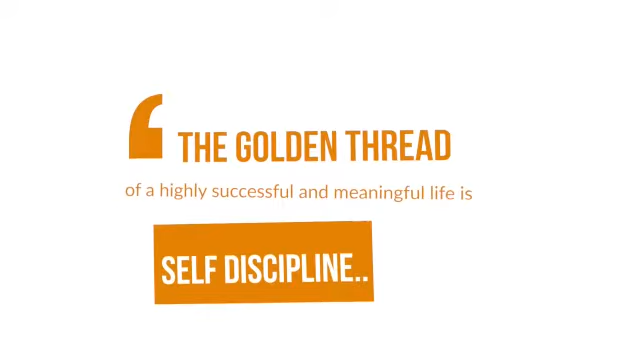 ‘ THE GOLDEN THREAD
of a highly successful and meaningful life is
SELF DISCIPLINE..